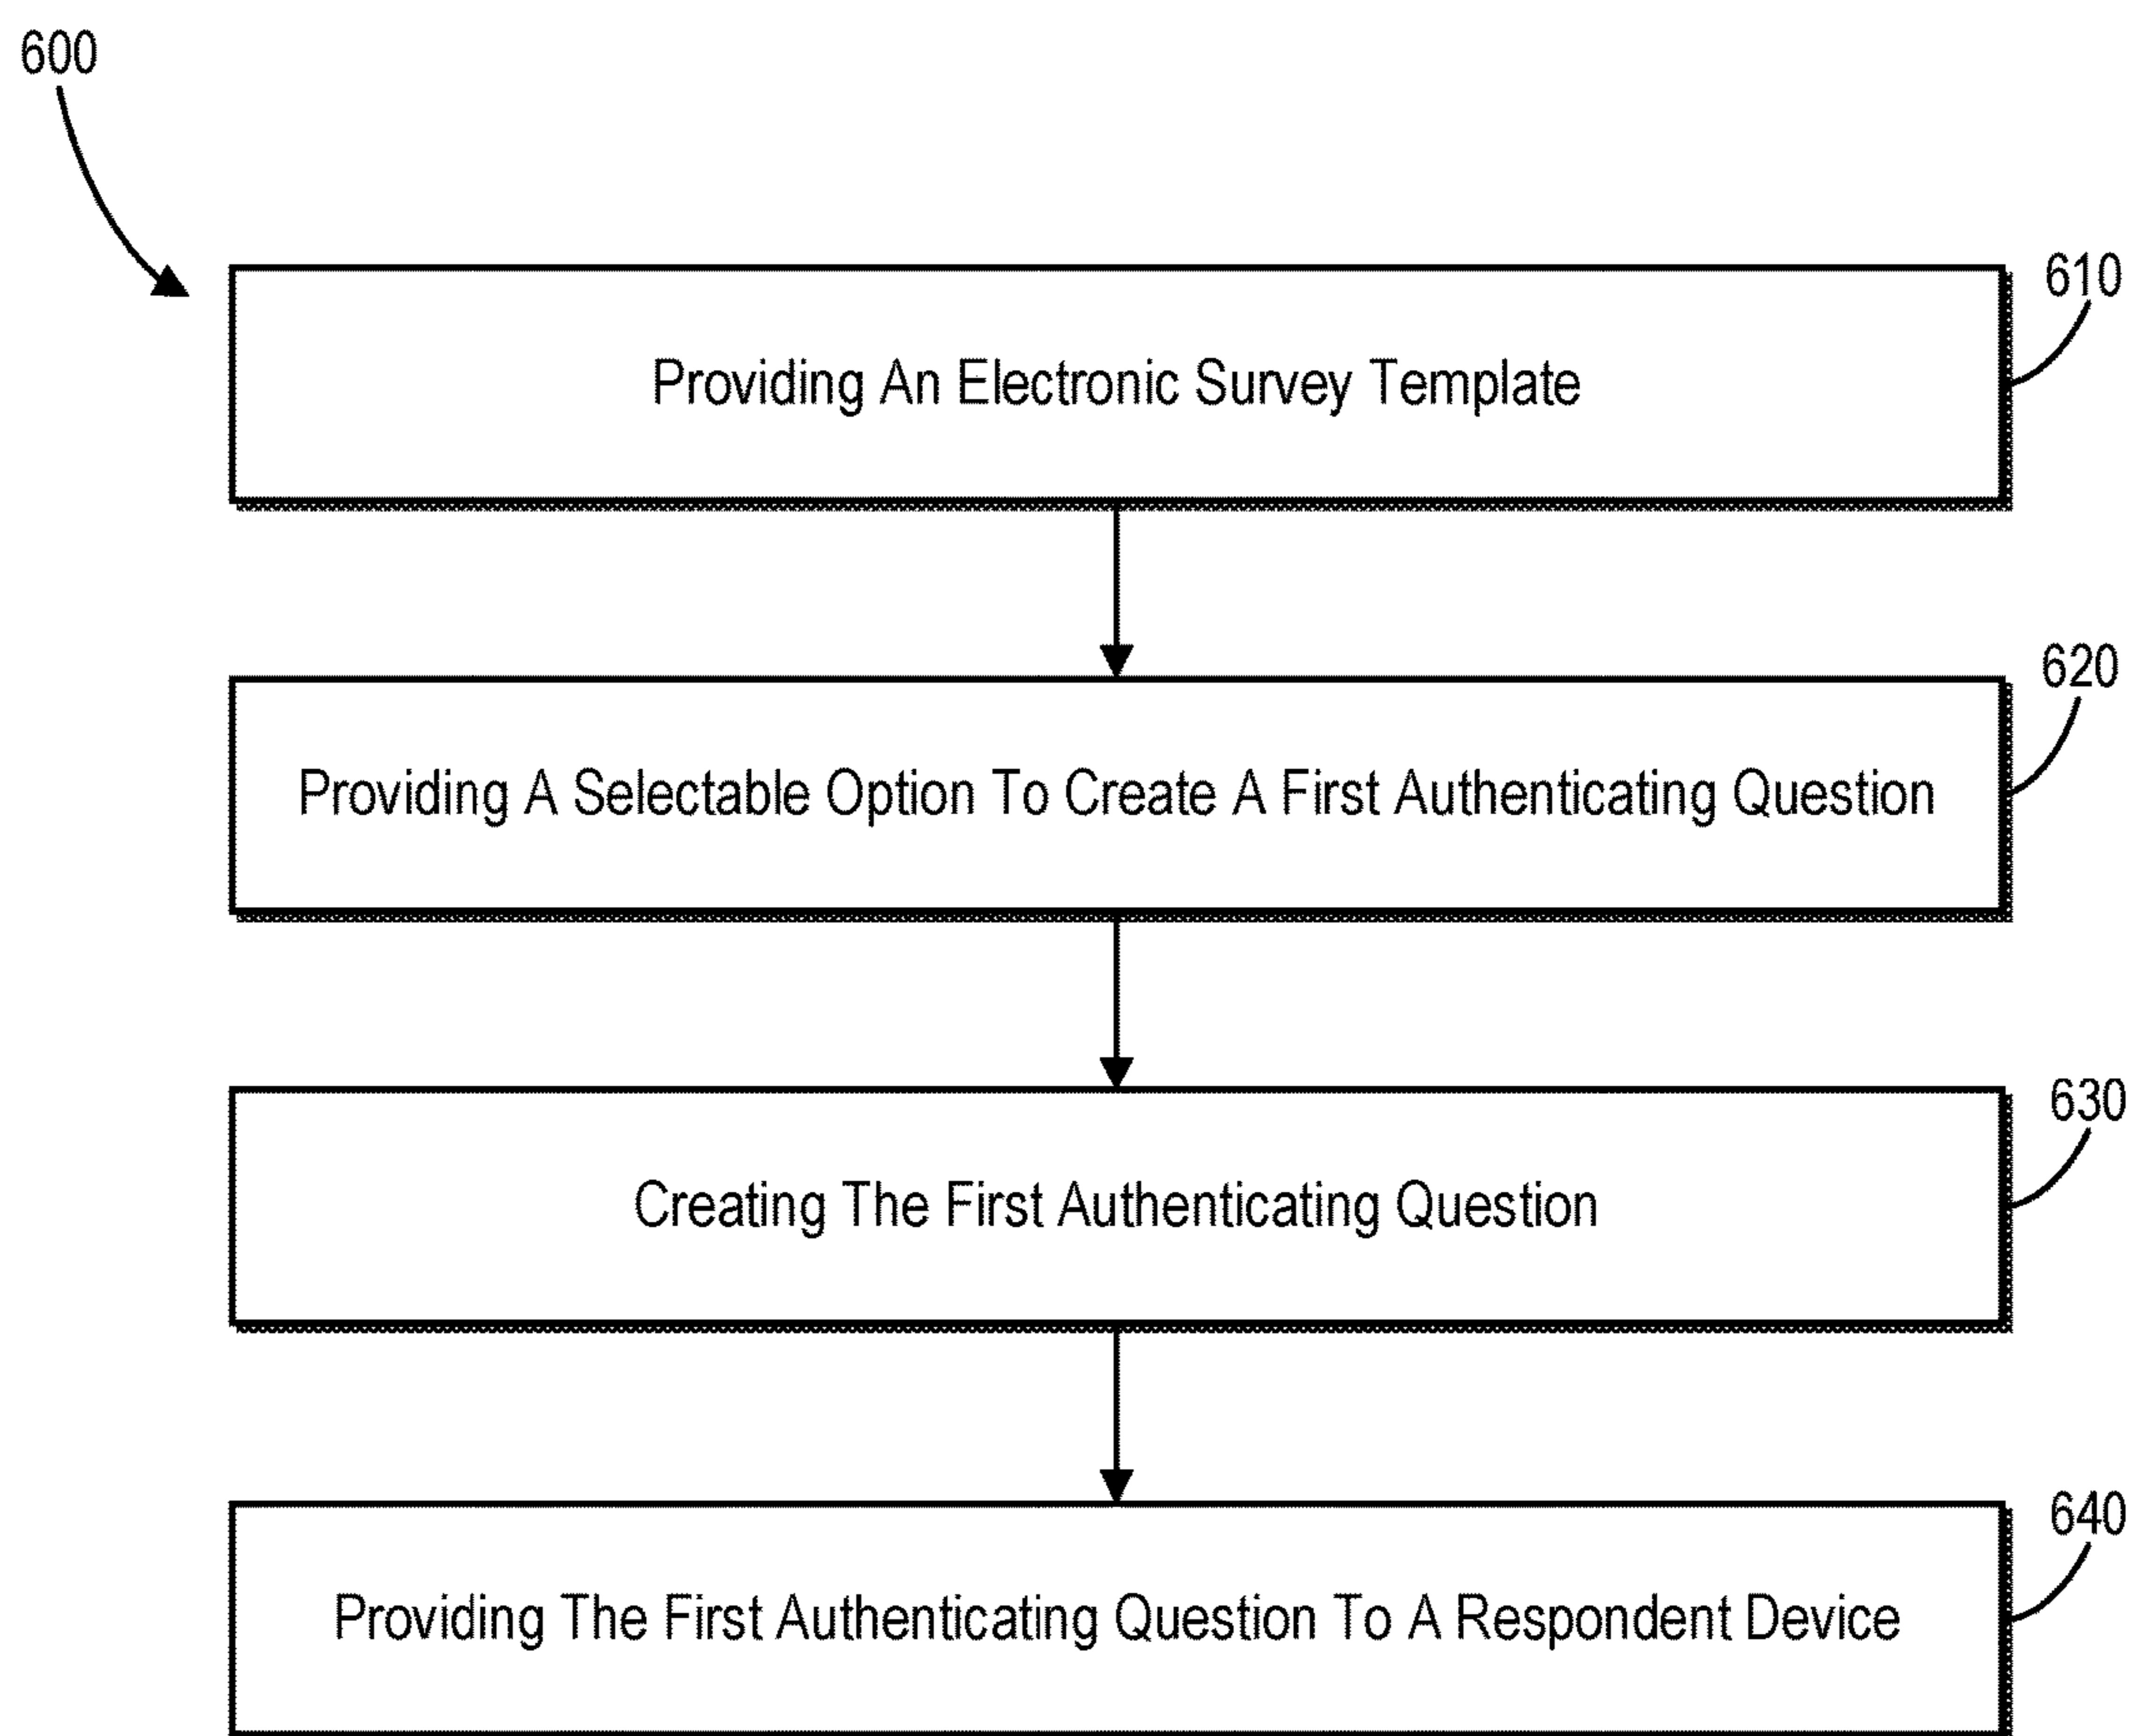 600
610
Providing An Electronic Survey Template
620
Providing A Selectable Option To Create A First Authenticating Question
630
Creating The First Authenticating Question
640
Providing The First Authenticating Question To A Respondent Device